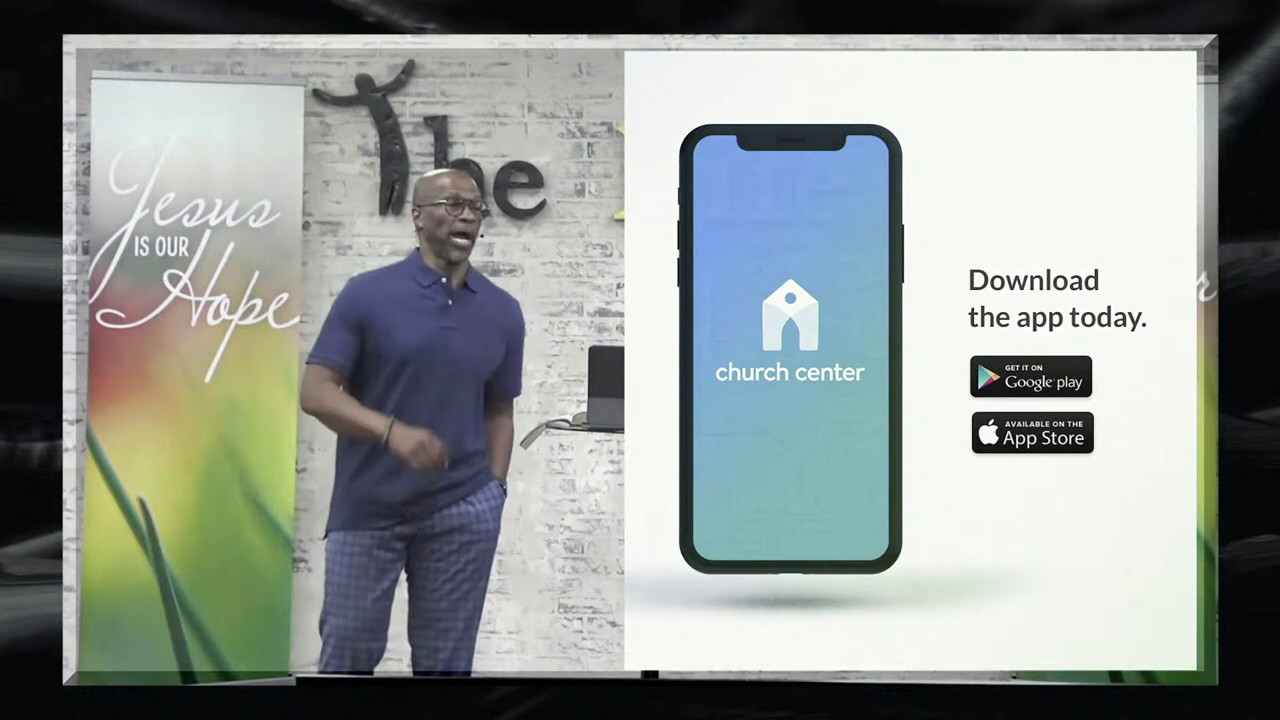 Jesus
IS OUR
Hope
The
church center
Download
the app today.
GET IT ON
Google play
AVAILABLE ON THE
App Store